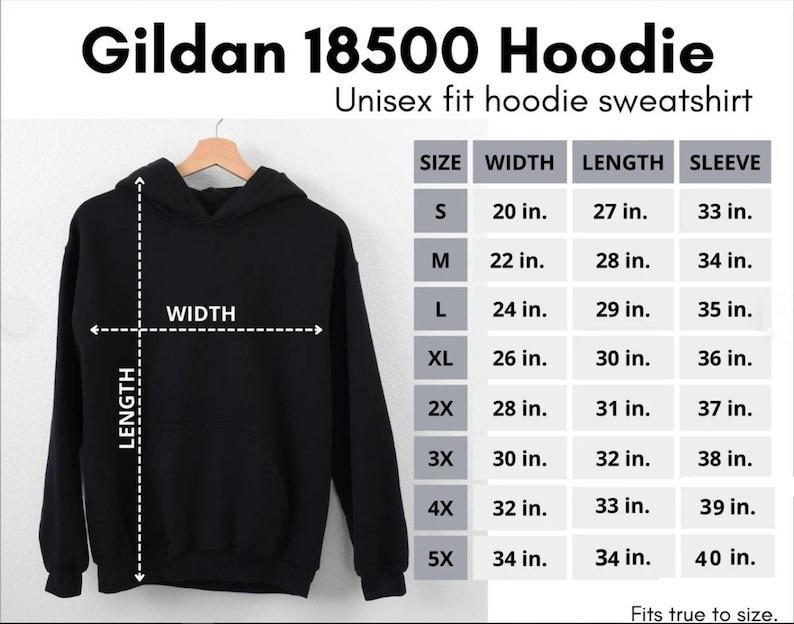 Gildan 18500 Hoodie
Unisex fit hoodie sweatshirt
SIZE WIDTH LENGTH SLEEVE
S 20 in. 27 in. 33 in.
M 22 in. 28 in. 34 in.
L 24 in. 29 in. 35 in.
XL 26 in. 30 in. 36 in.
2X 28 in. 31 in. 37 in.
3X 30 in. 32 in. 38 in.
4X 32 in. 33 in. 39 in.
5X 34 in. 34 in. 40 in.
WIDTH
LENGTH
Fits true to size.